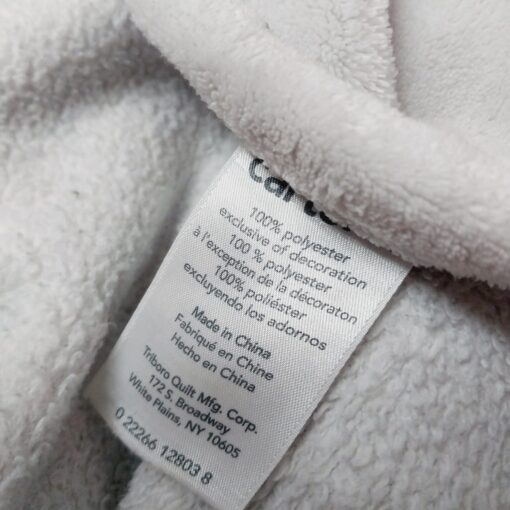 100% polyester
exclusive of decoration
100 % polyester
à l'exception de la décoraton
100% poliéster
excluyendo los adornos
Made in China
Fabriqué en Chine
Hecho en China
Triboro Quilt Mfg. Corp.
172 S. Broadway
White Plains, NY 10605
0 22266 12803 8